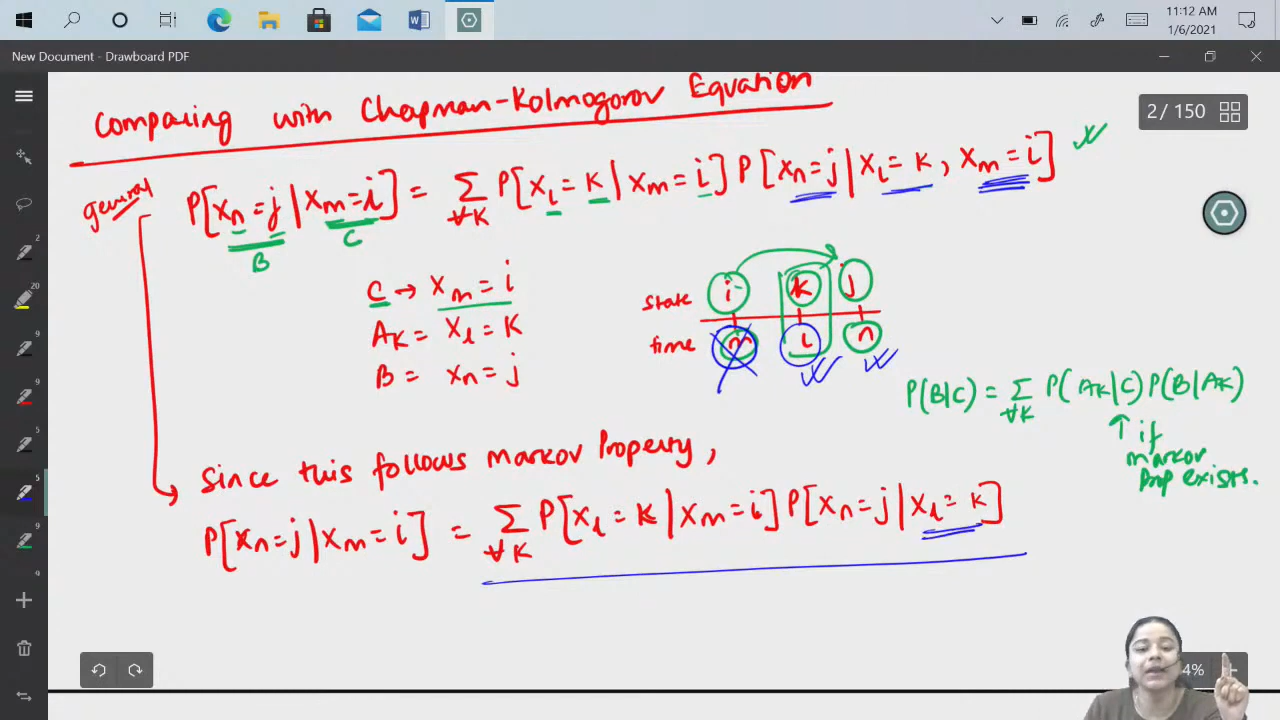 11:12 AM
1/6/2021
New Document - Drawboard PDF
2 / 150
Comparing with Chapman-Kolmogorov Equation
general
P[Xn = j | Xm = i] = Σ P[Xl = K | Xm = i] P[Xn = j | Xl = K, Xm = i]
∀K
B
C
C → Xm = i
AK = Xl = K
B = Xn = j
state i k j
time m l n
P(B|C) = Σ P(AK|C) P(B|AK)
∀K
↑ if
markov
Prop exists.
Since this follows Markov Property,
P[Xn = j | Xm = i] = Σ P[Xl = K | Xm = i] P[Xn = j | Xl = K]
∀K
4%